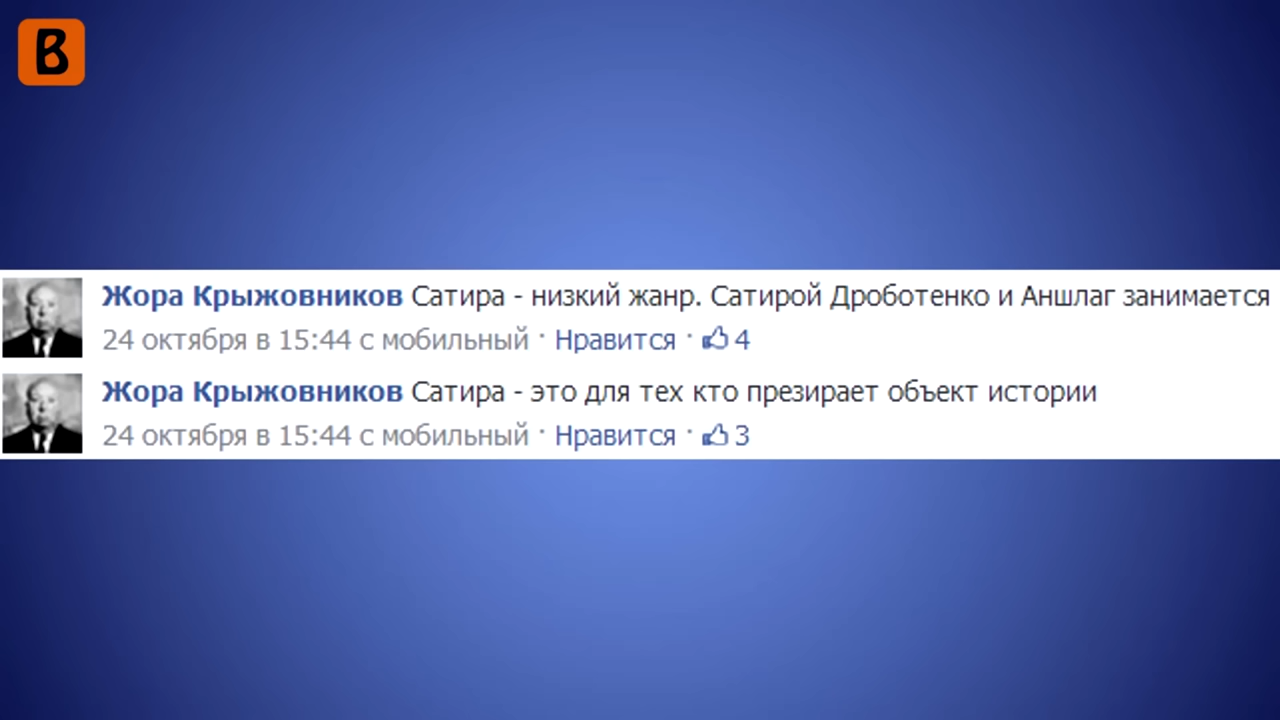 В
Жора Крыжовников Сатира - низкий жанр. Сатирой Дроботенко и Аншлаг занимается
24 октября в 15:44 с мобильный · Нравится · 4
Жора Крыжовников Сатира - это для тех кто презирает объект истории
24 октября в 15:44 с мобильный · Нравится · 3